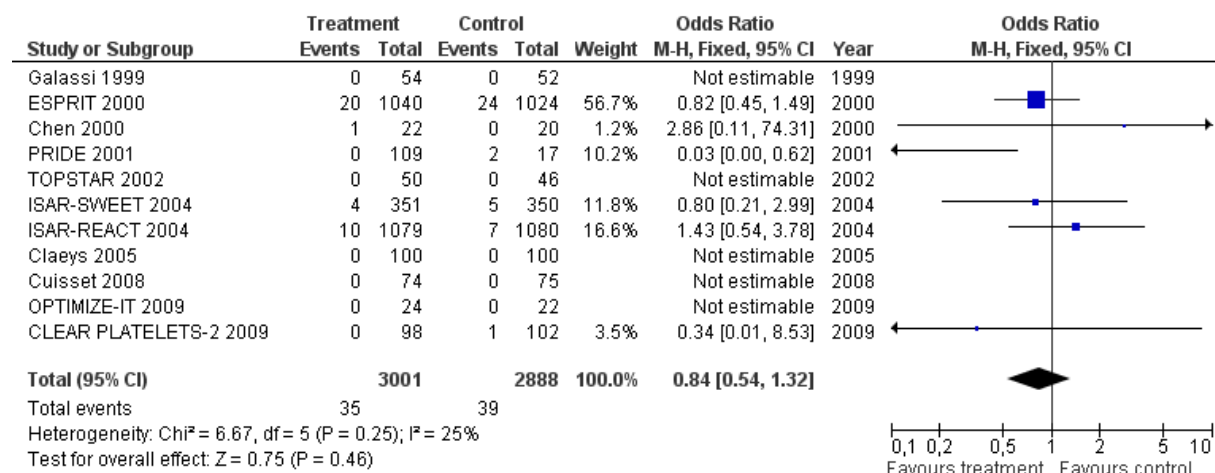 Treatment Control Odds Ratio Odds Ratio
Study or Subgroup Events Total Events Total Weight M-H, Fixed, 95% CI Year M-H, Fixed, 95% CI
Galassi 1999 0 54 0 52 Not estimable 1999
ESPRIT 2000 20 1040 24 1024 56.7% 0.82 [0.45, 1.49] 2000
Chen 2000 1 22 0 20 1.2% 2.86 [0.11, 74.31] 2000
PRIDE 2001 0 109 2 17 10.2% 0.03 [0.00, 0.62] 2001
TOPSTAR 2002 0 50 0 46 Not estimable 2002
ISAR-SWEET 2004 4 351 5 350 11.8% 0.80 [0.21, 2.99] 2004
ISAR-REACT 2004 10 1079 7 1080 16.6% 1.43 [0.54, 3.78] 2004
Claeys 2005 0 100 0 100 Not estimable 2005
Cuisset 2008 0 74 0 75 Not estimable 2008
OPTIMIZE-IT 2009 0 24 0 22 Not estimable 2009
CLEAR PLATELETS-2 2009 0 98 1 102 3.5% 0.34 [0.01, 8.53] 2009
Total (95% CI) 3001 2888 100.0% 0.84 [0.54, 1.32]
Total events 35 39
Heterogeneity: Chi² = 6.67, df = 5 (P = 0.25); I² = 25%
Test for overall effect: Z = 0.75 (P = 0.46)
0,1 0,2 0,5 1 2 5 10
Favours treatment Favours control